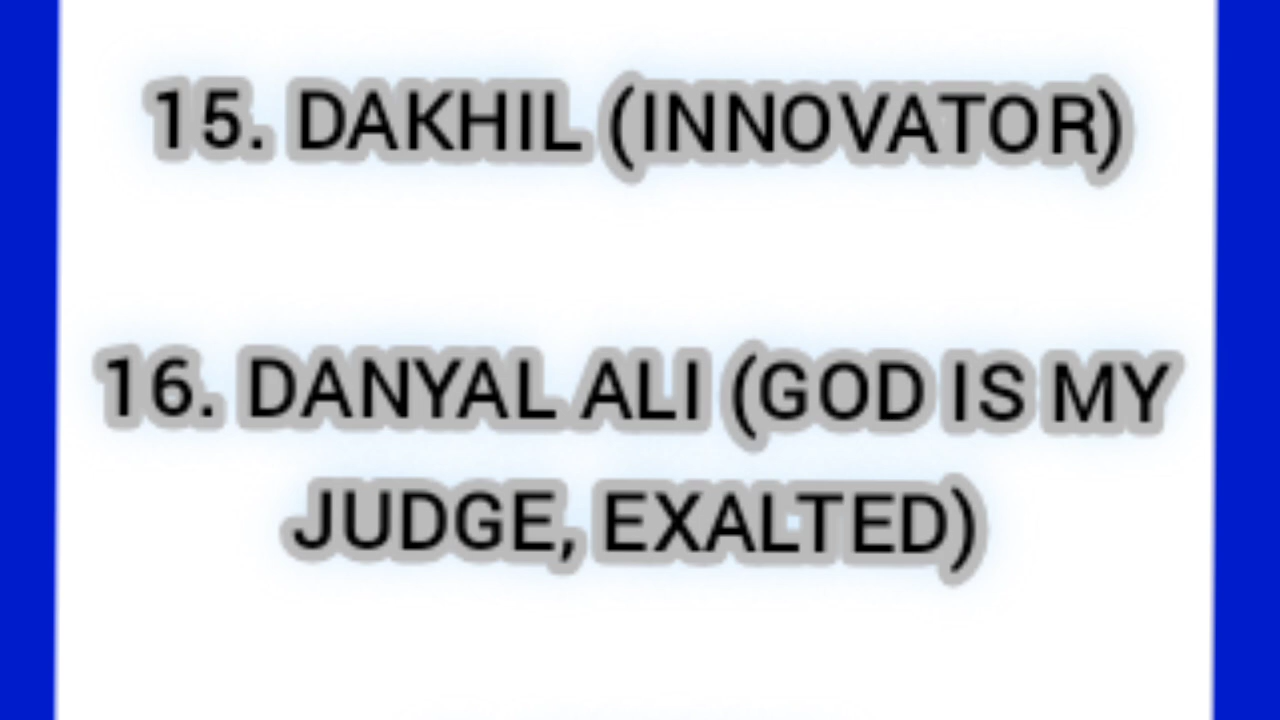 15. DAKHIL (INNOVATOR)
16. DANYAL ALI (GOD IS MY
JUDGE, EXALTED)